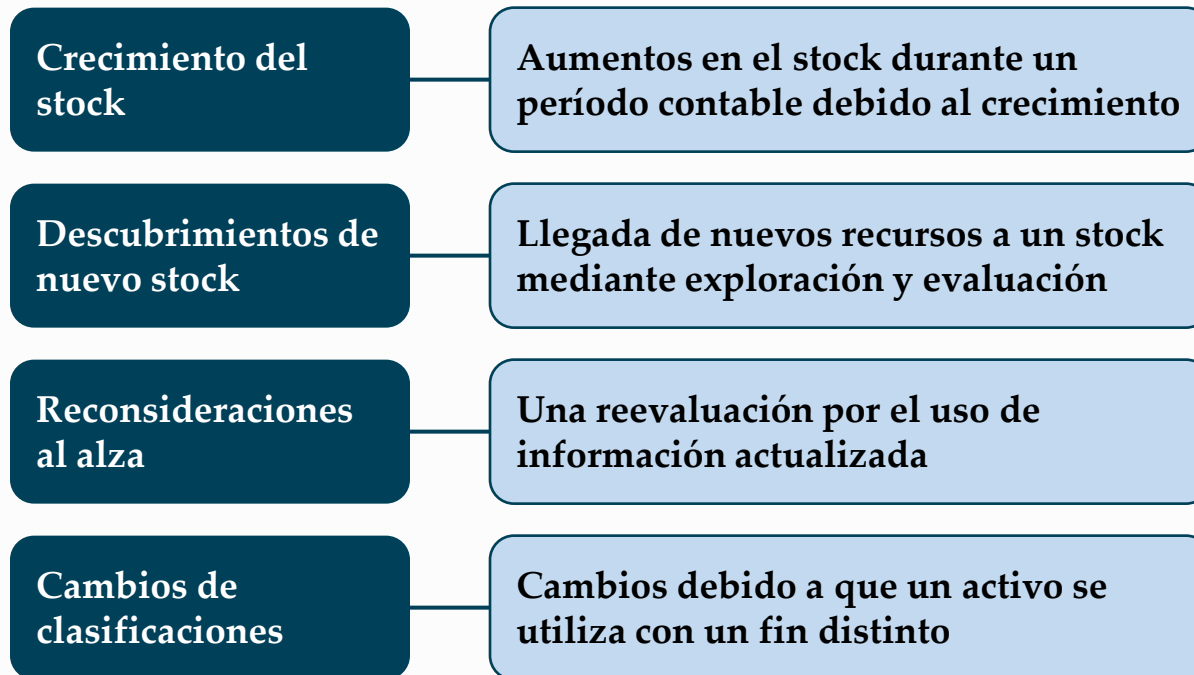 Crecimiento del
stock
Aumentos en el stock durante un
período contable debido al crecimiento
Descubrimientos de
nuevo stock
Llegada de nuevos recursos a un stock
mediante exploración y evaluación
Reconsideraciones
al alza
Una reevaluación por el uso de
información actualizada
Cambios de
clasificaciones
Cambios debido a que un activo se
utiliza con un fin distinto